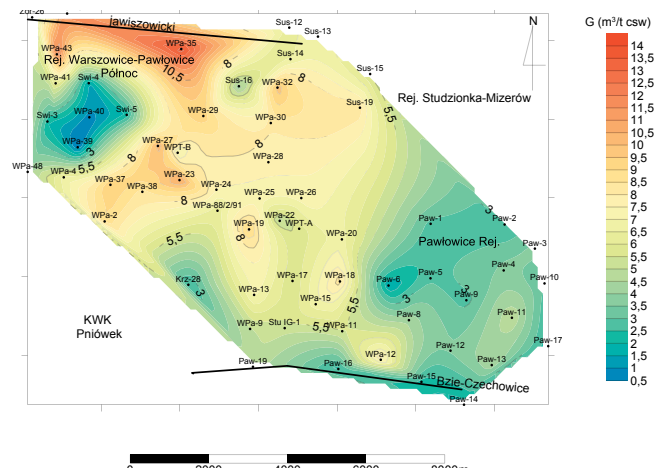 Sus-12
Sus-13
G (m³/t csw)
jawiszowicki
N
WPa-43
WPa-35
Rej. Warszowice-Pawłowice
Północ
Sus-14
8
10,5
8
Sus-15
WPa-41
Swi-4
Sus-16
WPa-32
Rej. Studzionka-Mizerów
Swi-3
WPa-40
Swi-5
WPa-29
WPa-30
Sus-19
5,5
WPa-39
3
WPa-27
WPT-B
8
8
WPa-28
WPa-48
5,5
WPa-4
WPa-37
WPa-38
WPa-23
8
WPa-24
WPa-25
WPa-26
WPa-2
WPa-88/2/91
WPa-22
WPa-19
WPT-A
8
WPa-20
Paw-1
Paw-2
3
5,5
Pawłowice Rej.
Paw-3
Krz-28
3
WPa-17
WPa-18
Paw-6
Paw-5
Paw-4
Paw-10
WPa-13
WPa-15
5,5
3
3
Paw-9
KWK
Pniówek
WPa-9
Stu IG-1
5,5
WPa-11
Paw-8
Paw-11
WPa-12
Paw-12
Paw-17
Paw-19
Paw-16
Paw-13
Paw-15
Bzie-Czechowice
Paw-14
14
13,5
13
12,5
12
11,5
11
10,5
10
9,5
9
8,5
8
7,5
7
6,5
6
5,5
5
4,5
4
3,5
3
2,5
2
1,5
1
0,5